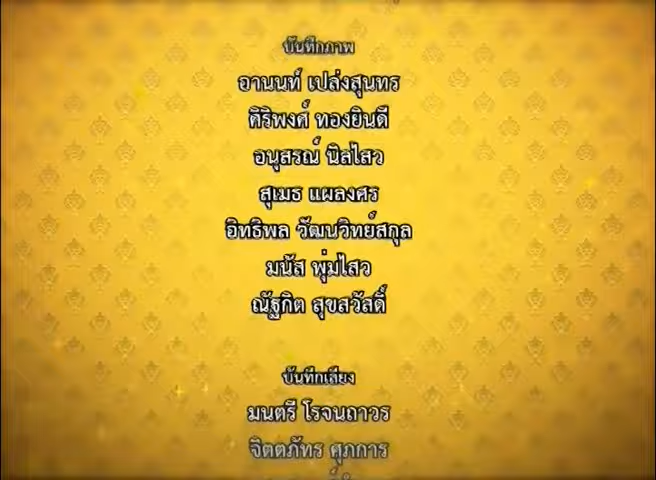 บันทึกภาพ
อานนท์ เปล่งสุนทร
ศิริพงศ์ ทองยินดี
อนุสรณ์ นิลไสว
สุเมธ แผลงศร
อิทธิพล วัฒนวิทย์สกุล
มนัส พุ่มไสว
ณัฐกิต สุขสวัสดิ์
บันทึกเสียง
มนตรี โรจนถาวร
จิตตภัทร ศุภการ